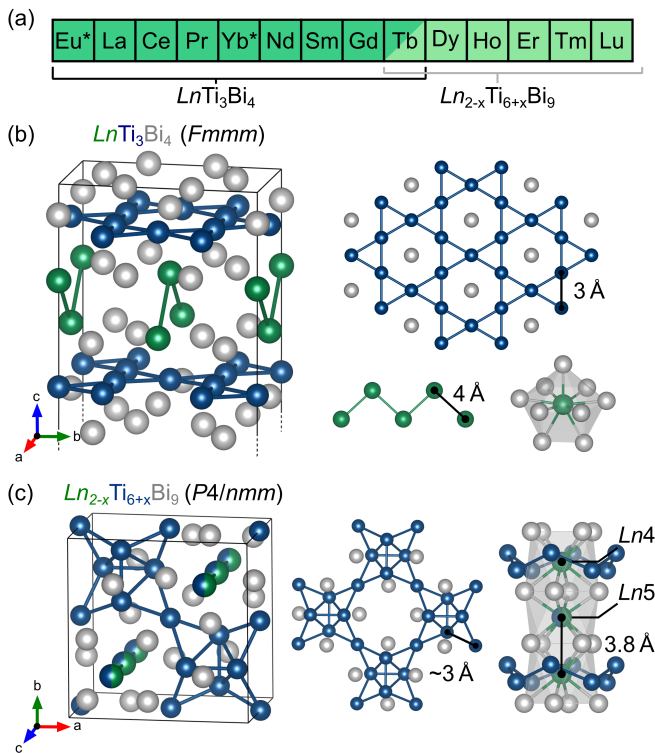 (a)
Eu* La Ce Pr Yb* Nd Sm Gd Tb Dy Ho Er Tm Lu
LnTi₃Bi₄ Ln₂₋ₓTi₆₊ₓBi₉
(b) LnTi₃Bi₄ (Fmmm)
3 Å
4 Å
c
b
a
(c) Ln₂₋ₓTi₆₊ₓBi₉ (P4/nmm)
Ln4
Ln5
3.8 Å
~3 Å
b
a
c